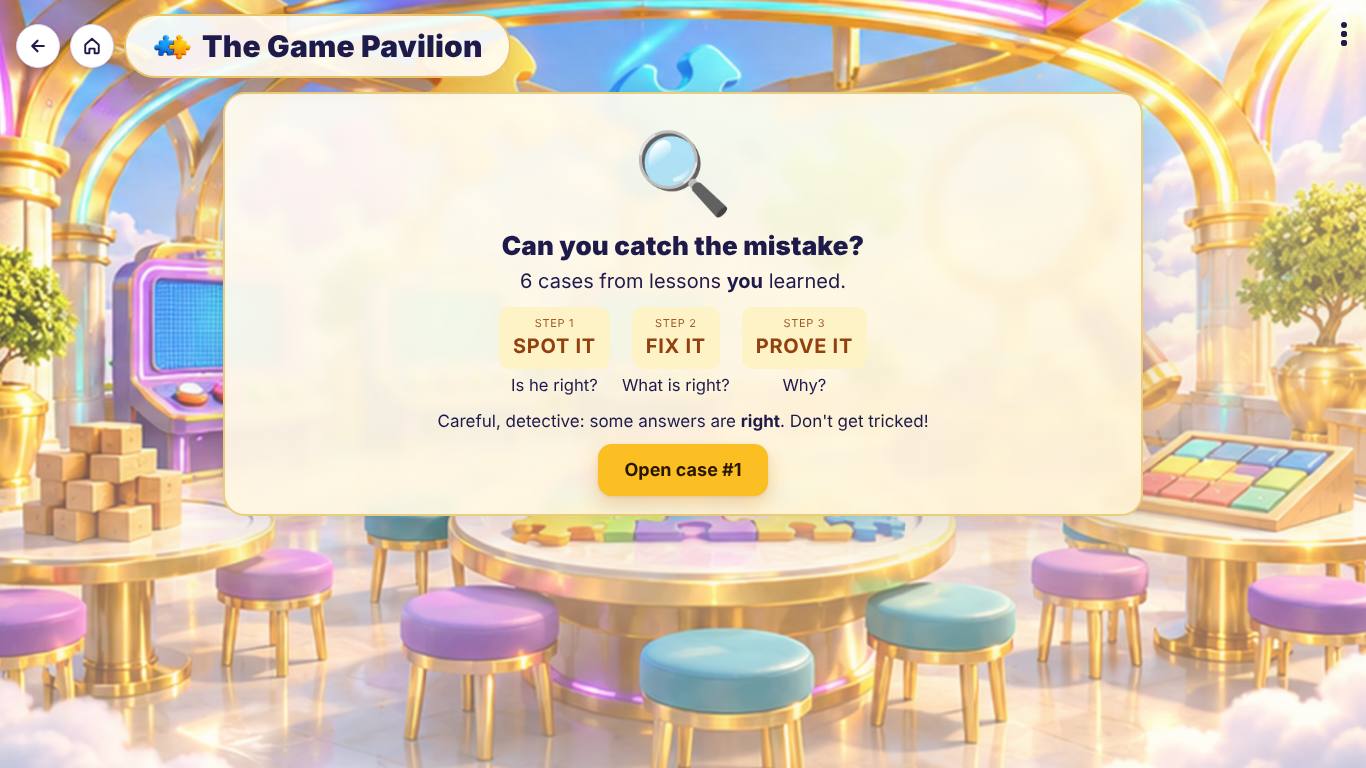 The Game Pavilion
Can you catch the mistake?
6 cases from lessons you learned.
STEP 1 STEP 2 STEP 3
SPOT IT FIX IT PROVE IT
Is he right? What is right? Why?
Careful, detective: some answers are right. Don't get tricked!
Open case #1